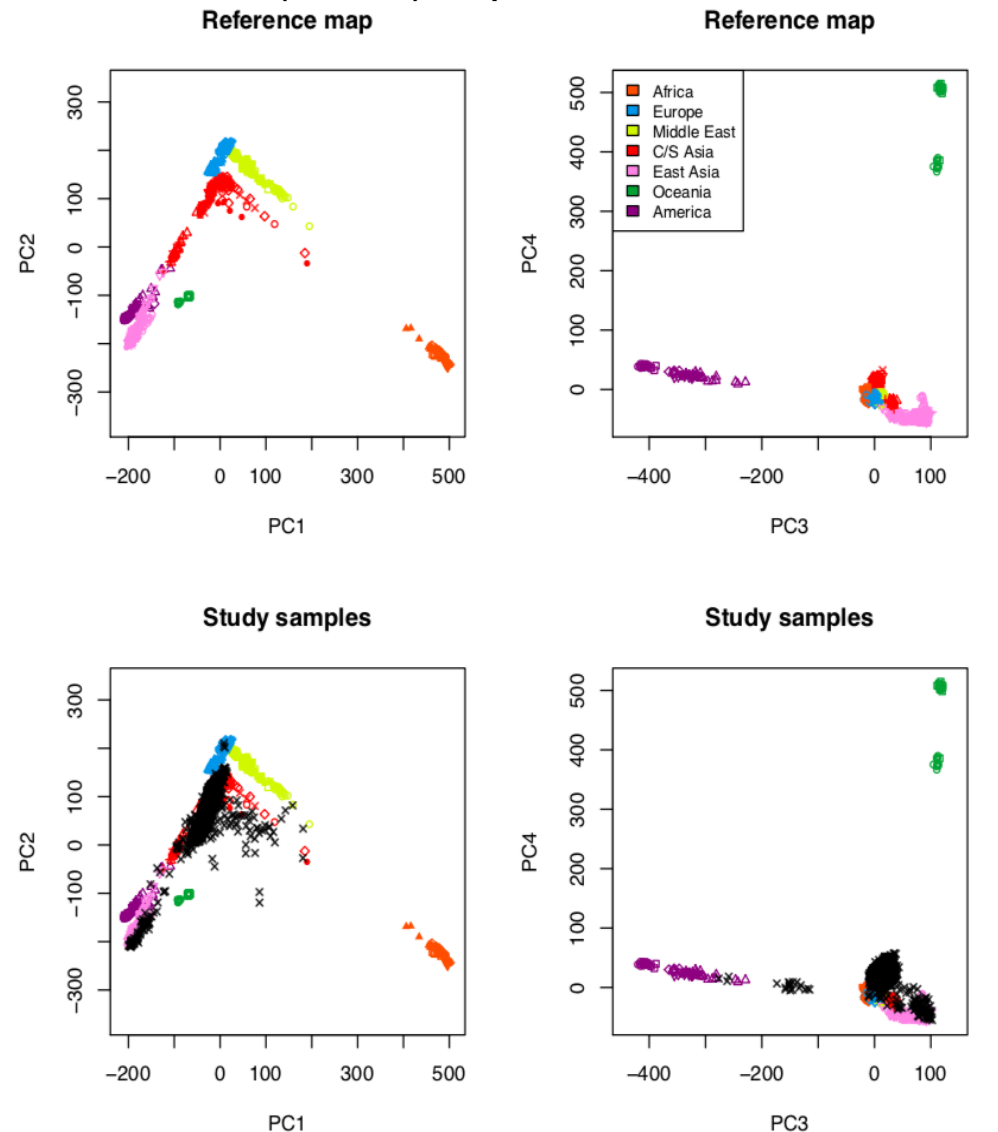 Reference map
300
100
0
−100
−300
PC2
−200
0
100
300
500
PC1
Reference map
Africa
Europe
Middle East
C/S Asia
East Asia
Oceania
America
500
400
300
200
100
0
PC4
−400
−200
0
100
PC3
Study samples
300
100
0
−100
−300
PC2
−200
0
100
300
500
PC1
Study samples
500
400
300
200
100
0
PC4
−400
−200
0
100
PC3